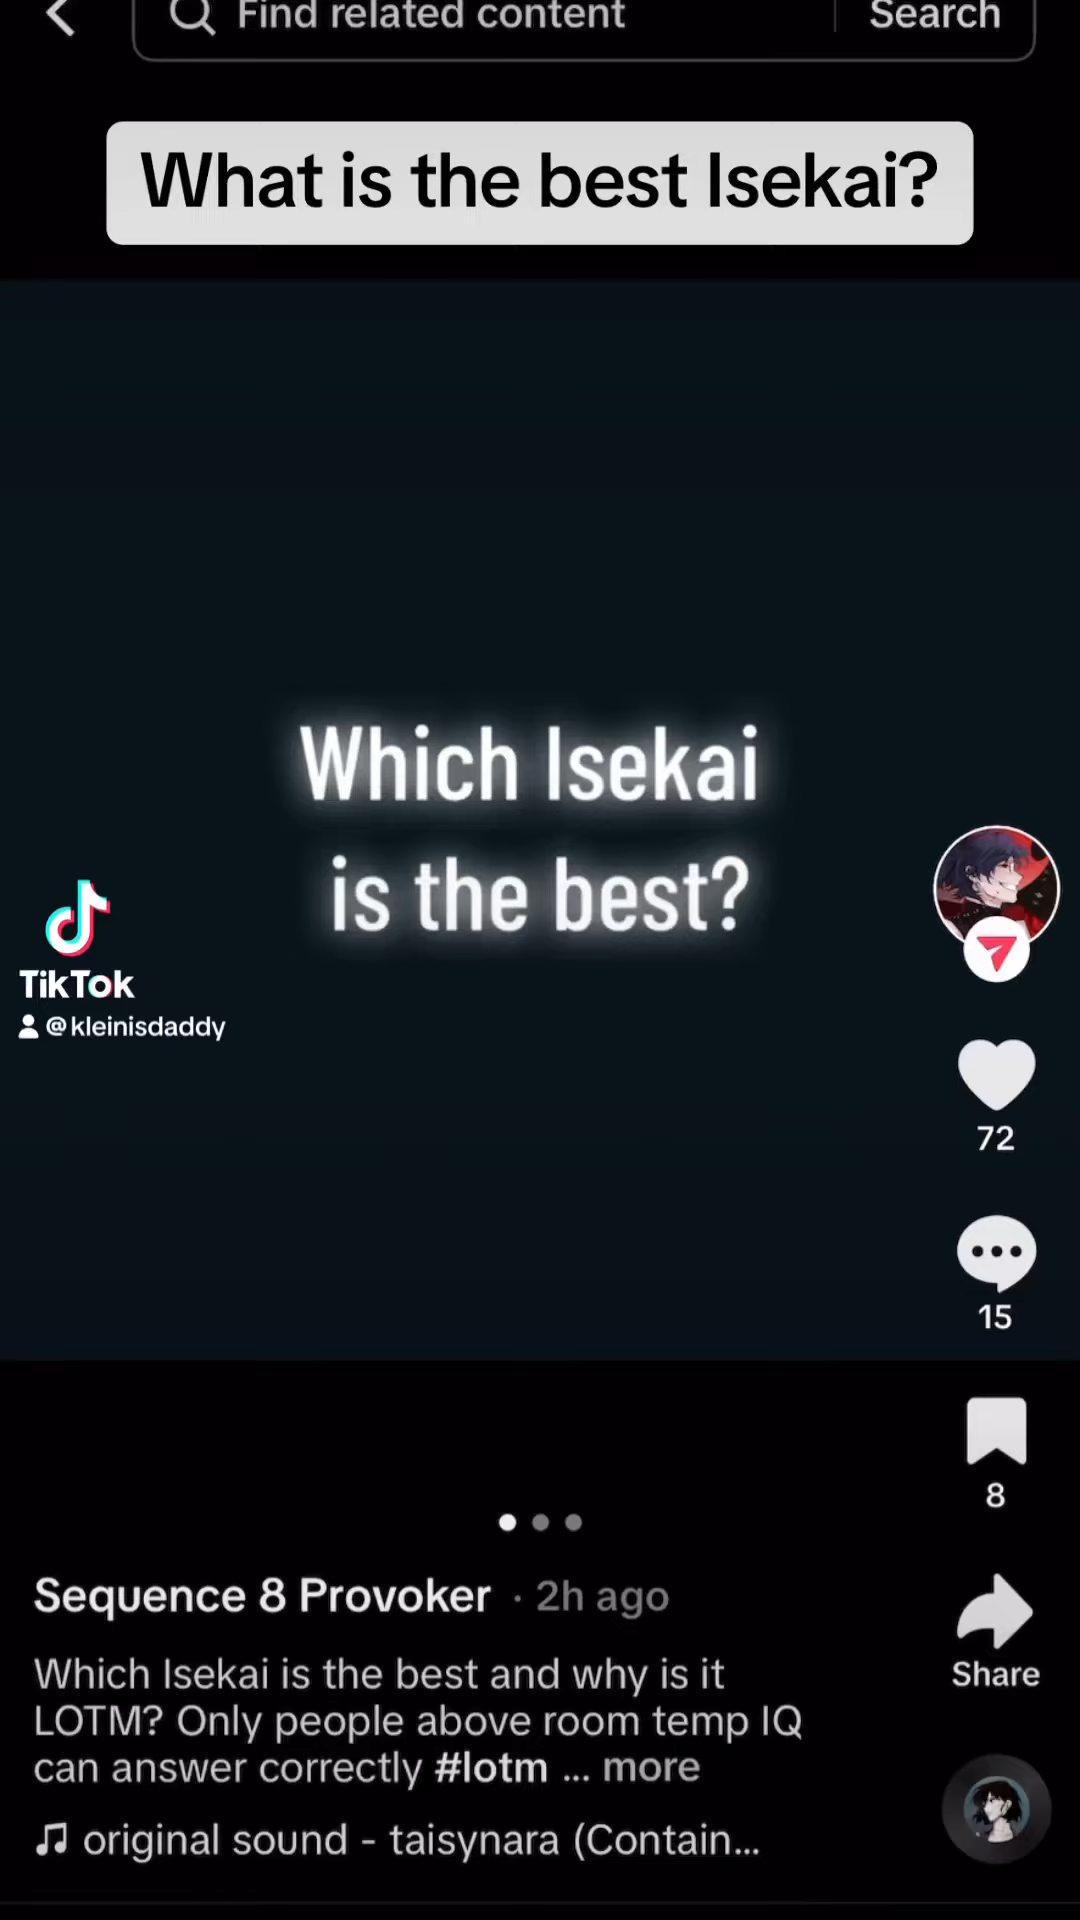 Find related content
Search
What is the best Isekai?
Which Isekai
is the best?
TikTok
@kleinisdaddy
72
15
8
Sequence 8 Provoker · 2h ago
Share
Which Isekai is the best and why is it
LOTM? Only people above room temp IQ
can answer correctly #lotm ... more
original sound - taisynara (Contain...